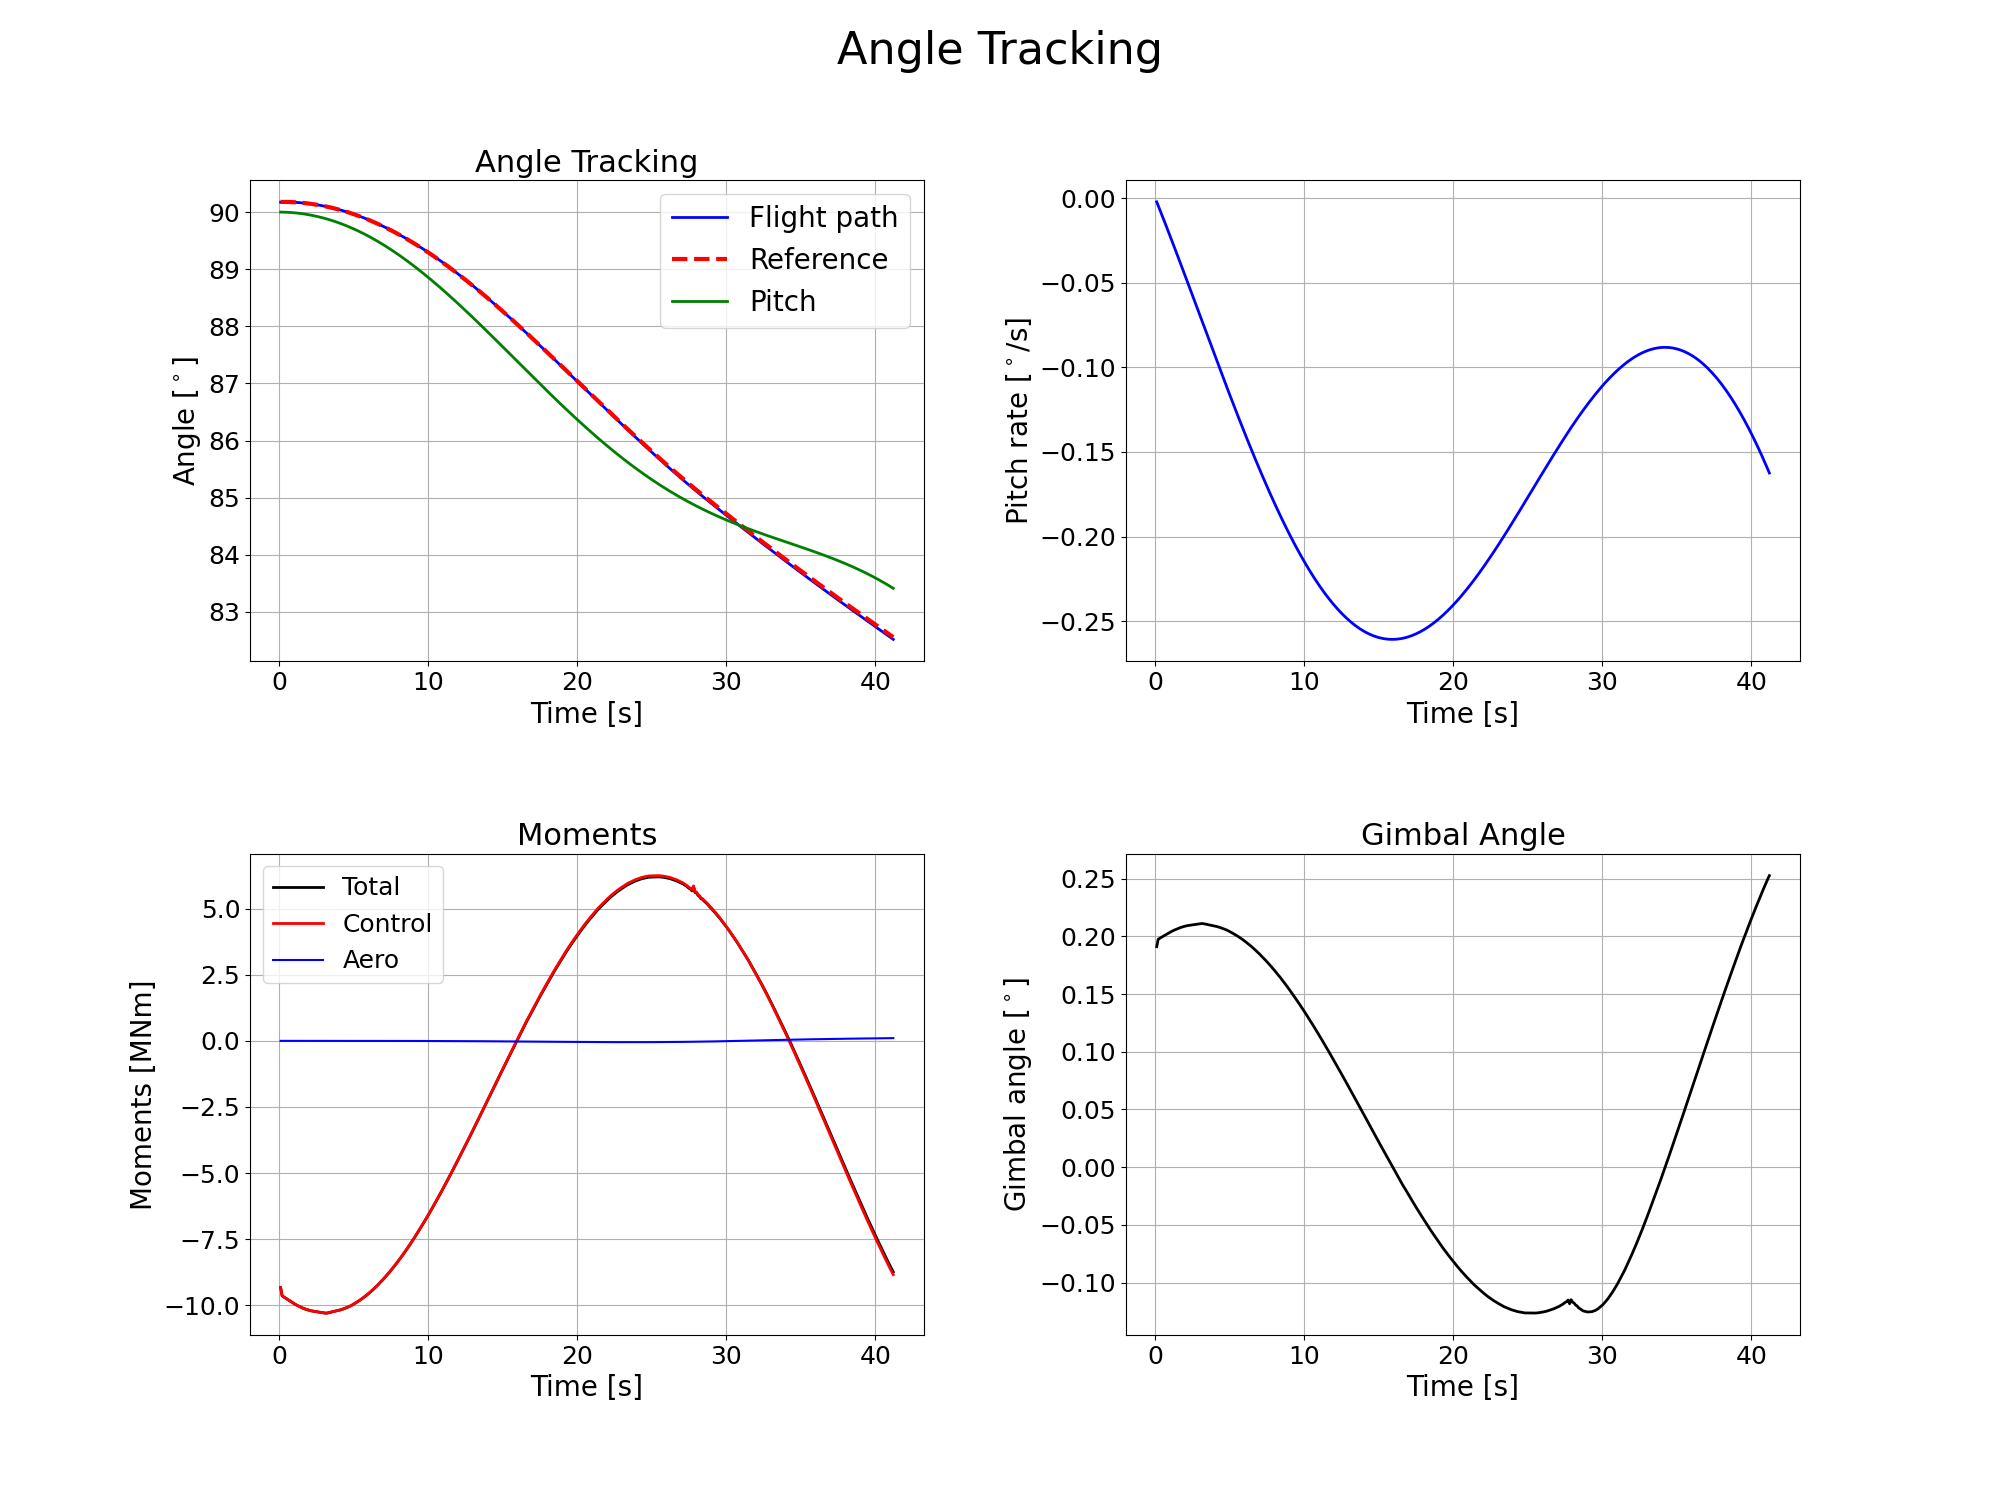 Angle Tracking
Angle Tracking
Angle [°]
90
89
88
87
86
85
84
83
Flight path
Reference
Pitch
0 10 20 30 40
Time [s]
Pitch rate [°/s]
0.00
−0.05
−0.10
−0.15
−0.20
−0.25
0 10 20 30 40
Time [s]
Moments
Moments [MNm]
5.0
2.5
0.0
−2.5
−5.0
−7.5
−10.0
Total
Control
Aero
0 10 20 30 40
Time [s]
Gimbal Angle
Gimbal angle [°]
0.25
0.20
0.15
0.10
0.05
0.00
−0.05
−0.10
0 10 20 30 40
Time [s]